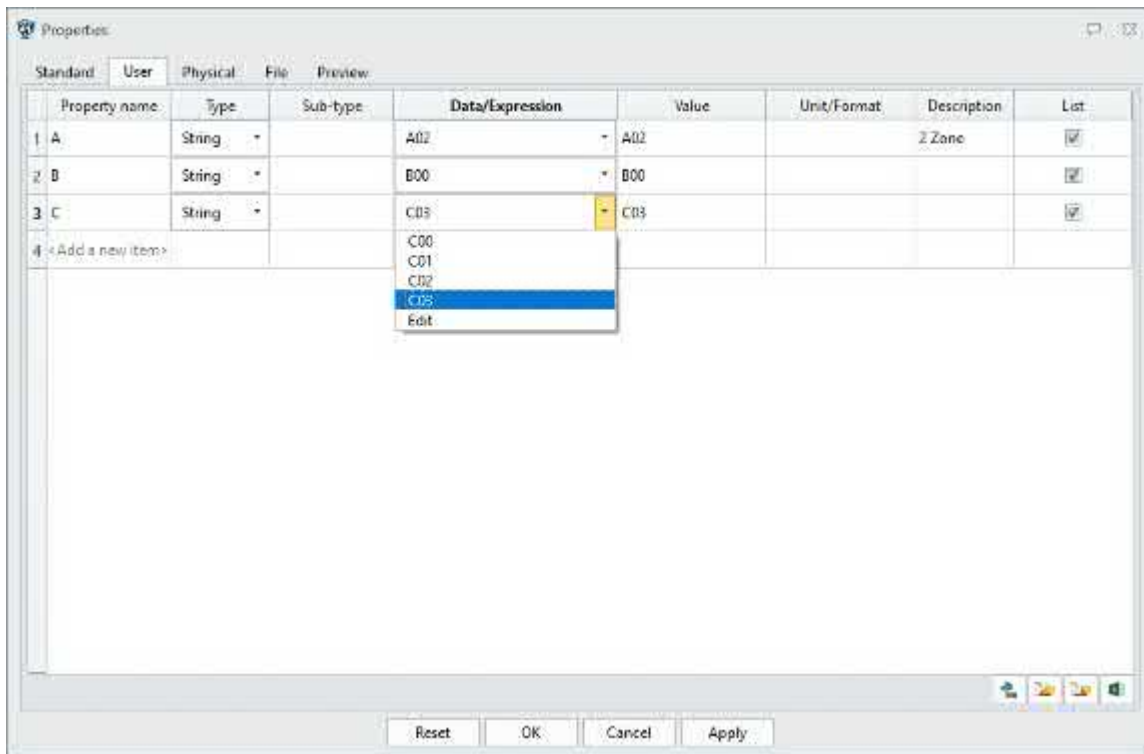 Properties
Standard User Physical File Preview
Property name Type Sub-type Data/Expression Value Unit/Format Description List
1 A String A02 A02 2 Zone
2 B String B00 B00
3 C String C03 C03
4 <Add a new item>
C00
C01
C02
C03
Edit
Reset OK Cancel Apply